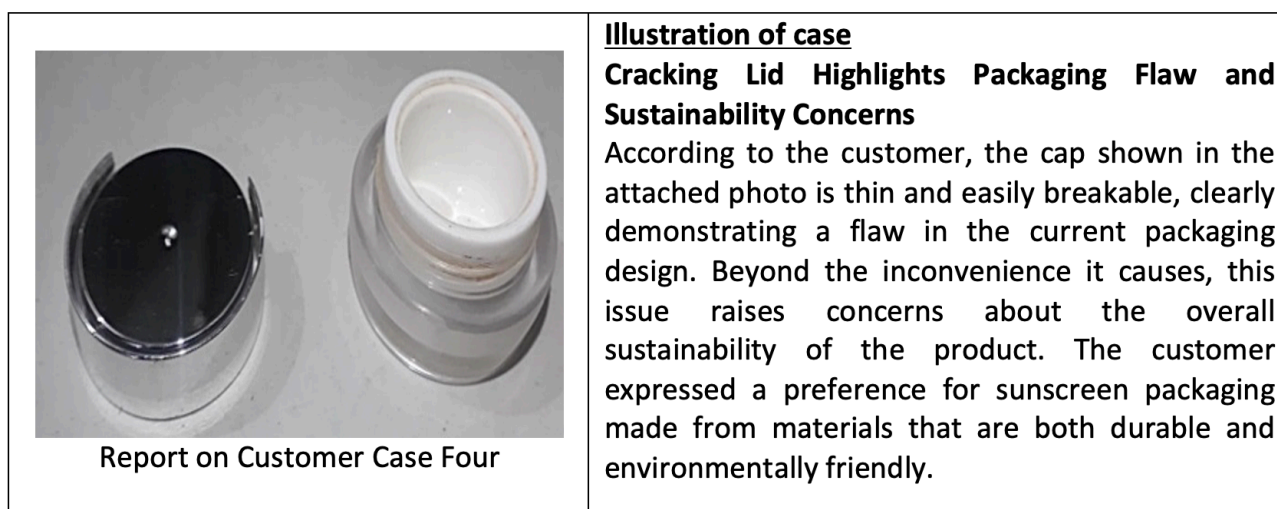 Report on Customer Case Four
Illustration of case
Cracking Lid Highlights Packaging Flaw and
Sustainability Concerns
According to the customer, the cap shown in the
attached photo is thin and easily breakable, clearly
demonstrating a flaw in the current packaging
design. Beyond the inconvenience it causes, this
issue raises concerns about the overall
sustainability of the product. The customer
expressed a preference for sunscreen packaging
made from materials that are both durable and
environmentally friendly.